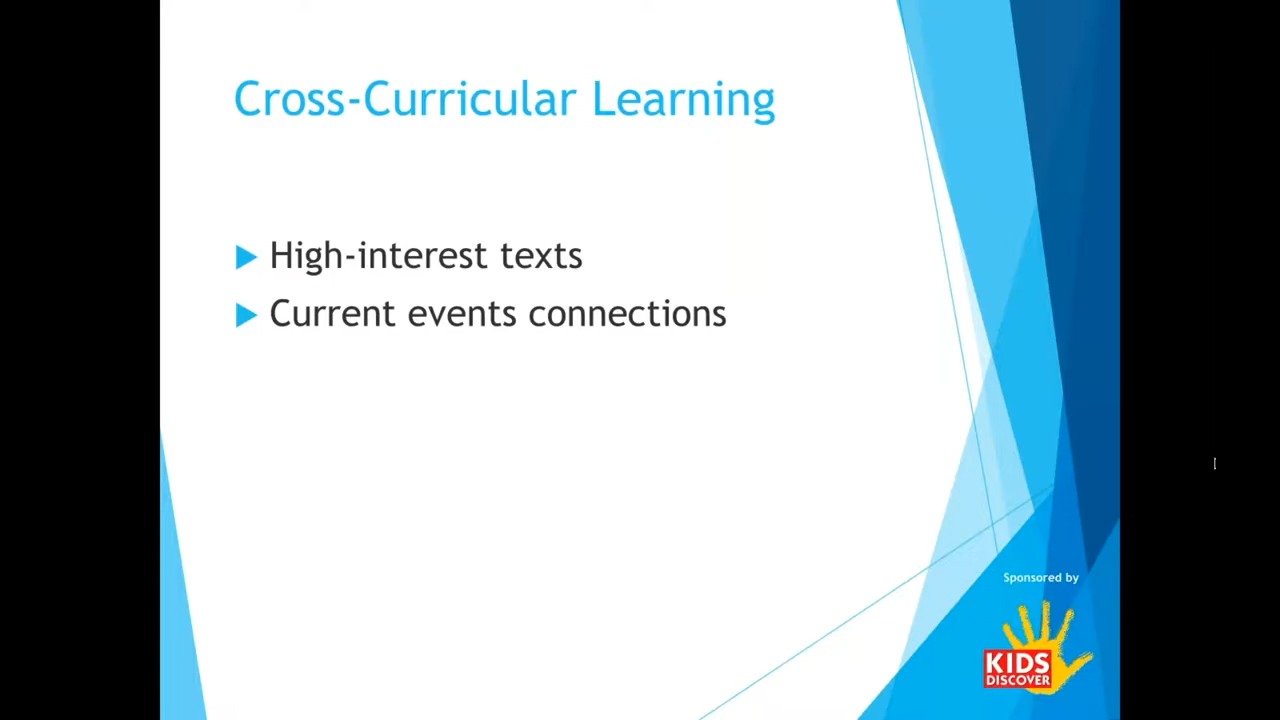 Cross-Curricular Learning
High-interest texts
Current events connections
Sponsored by
KIDS
DISCOVER